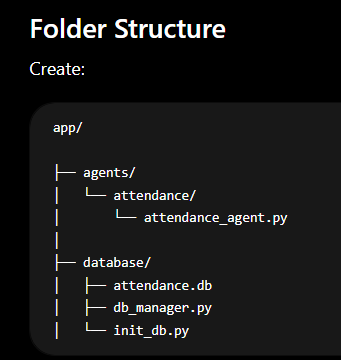 Folder Structure
Create:
app/
├── agents/
│   └── attendance/
│       └── attendance_agent.py
│
├── database/
│   ├── attendance.db
│   ├── db_manager.py
│   └── init_db.py